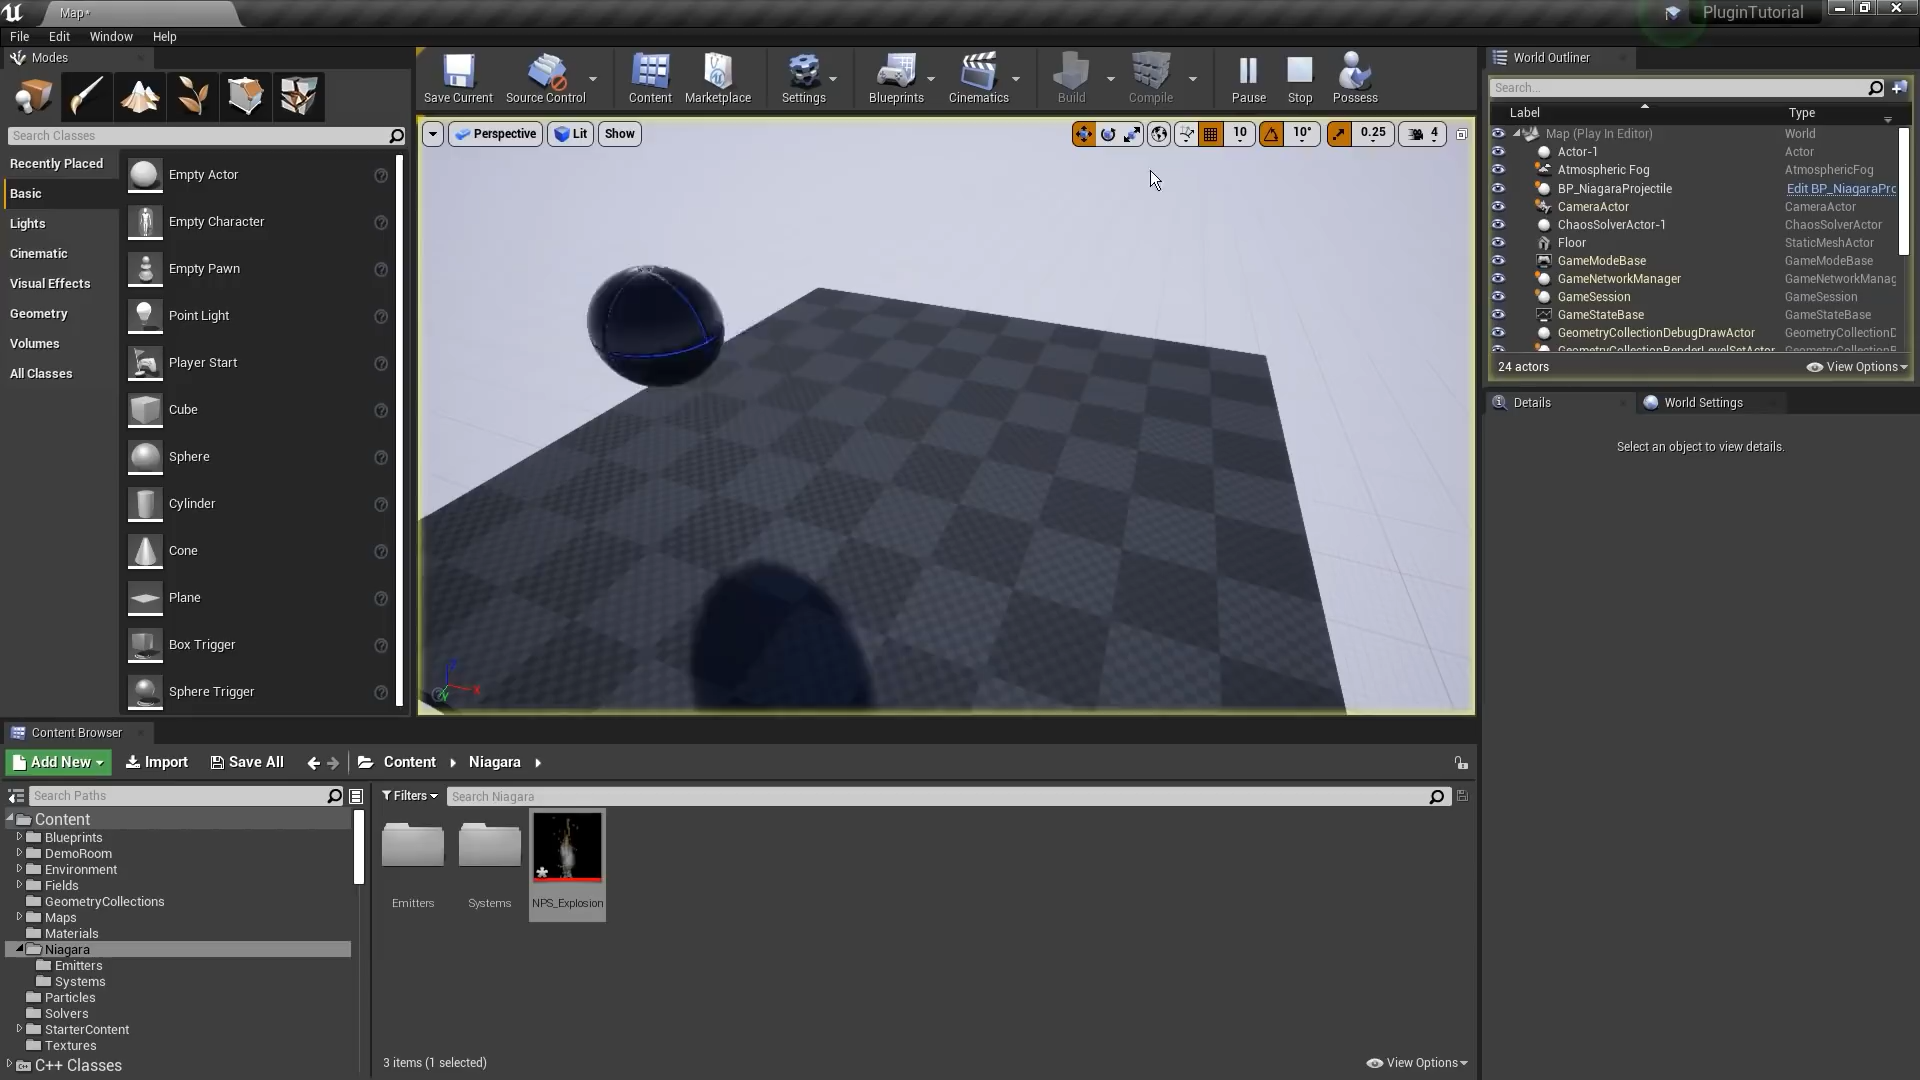 Map*
PluginTutorial
File Edit Window Help
Modes
Search Classes
Recently Placed
Basic
Lights
Cinematic
Visual Effects
Geometry
Volumes
All Classes
Empty Actor
Empty Character
Empty Pawn
Point Light
Player Start
Cube
Sphere
Cylinder
Cone
Plane
Box Trigger
Sphere Trigger
Save Current Source Control Content Marketplace Settings Blueprints Cinematics Build Compile Pause Stop Possess
Perspective Lit Show 10 10° 0.25 4
World Outliner
Search...
Label Type
Map (Play In Editor) World
Actor-1 Actor
Atmospheric Fog AtmosphericFog
BP_NiagaraProjectile Edit BP_NiagaraPrc
CameraActor CameraActor
ChaosSolverActor-1 ChaosSolverActor
Floor StaticMeshActor
GameModeBase GameModeBase
GameNetworkManager GameNetworkManag
GameSession GameSession
GameStateBase GameStateBase
GeometryCollectionDebugDrawActor GeometryCollectionD
24 actors View Options
Details World Settings
Select an object to view details.
Content Browser
Add New Import Save All Content Niagara
Search Paths
Filters Search Niagara
Content
Blueprints
DemoRoom
Environment
Fields
GeometryCollections
Maps
Materials
Niagara
Emitters
Systems
Particles
Solvers
StarterContent
Textures
C++ Classes
Emitters Systems NPS_Explosion
3 items (1 selected) View Options